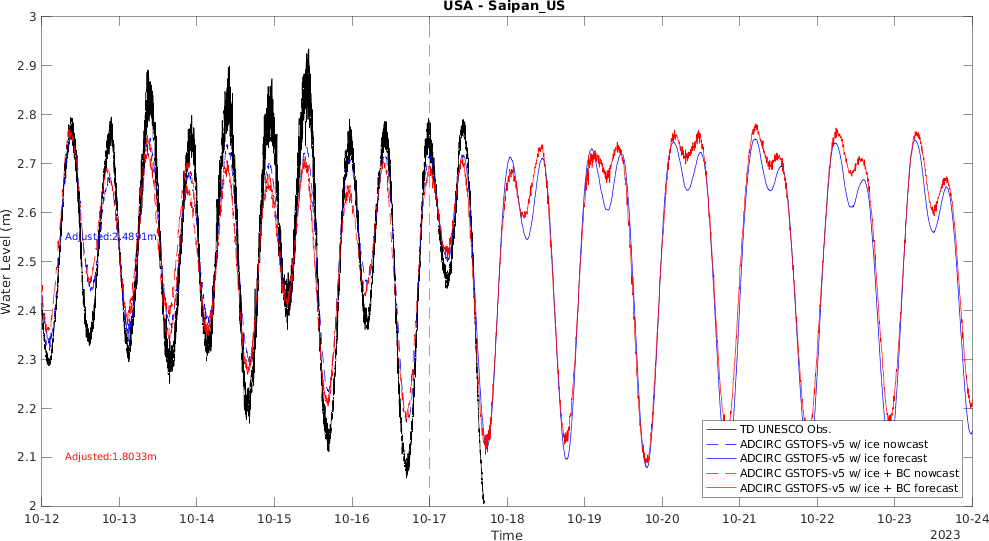 USA - Saipan_US
3
2.9
2.8
2.7
2.6
2.5
2.4
2.3
2.2
2.1
2
Water Level (m)
Adjusted:2.4891m
Adjusted:1.8033m
TD UNESCO Obs.
ADCIRC GSTOFS-v5 w/ ice nowcast
ADCIRC GSTOFS-v5 w/ ice forecast
ADCIRC GSTOFS-v5 w/ ice + BC nowcast
ADCIRC GSTOFS-v5 w/ ice + BC forecast
10-12 10-13 10-14 10-15 10-16 10-17 10-18 10-19 10-20 10-21 10-22 10-23 10-24
Time
2023